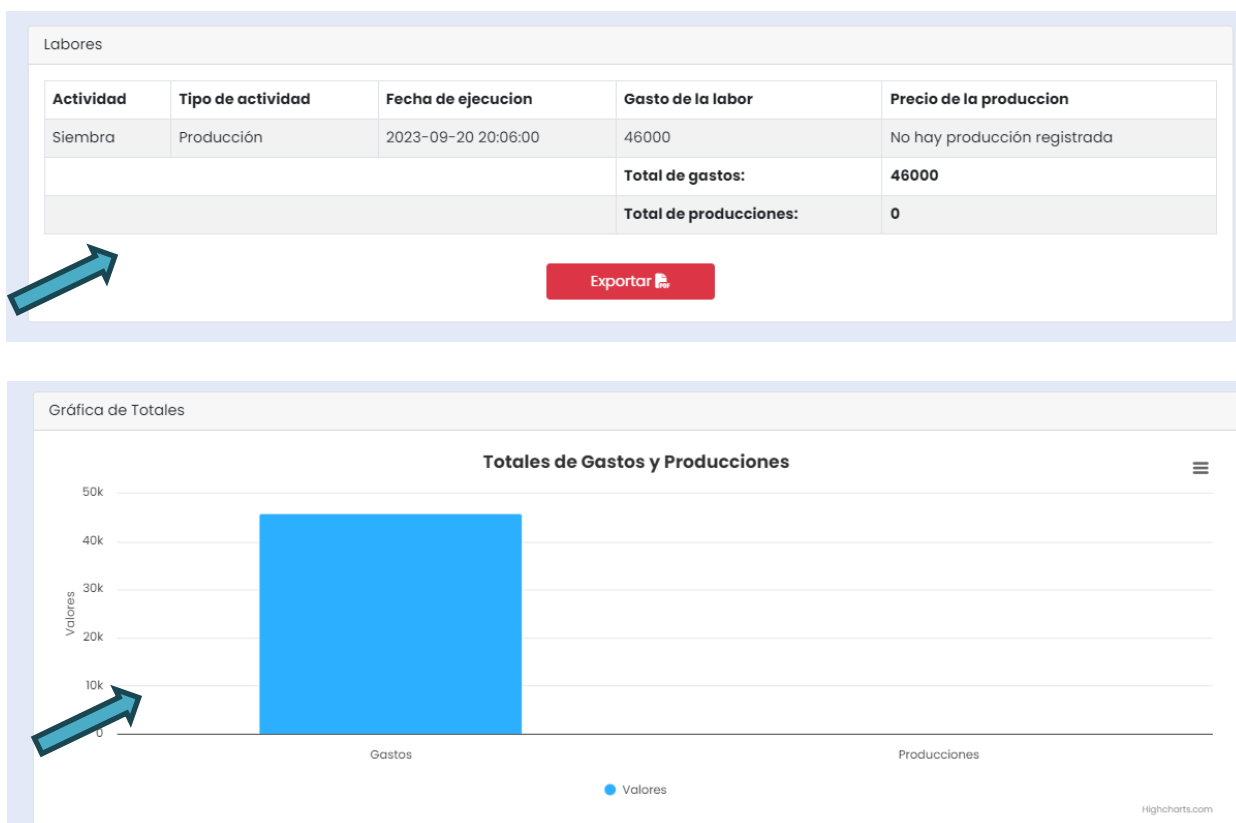 Labores
Actividad Tipo de actividad Fecha de ejecucion Gasto de la labor Precio de la produccion
Siembra Producción 2023-09-20 20:06:00 46000 No hay producción registrada
Total de gastos: 46000
Total de producciones: 0
Exportar PDF
Gráfica de Totales
Totales de Gastos y Producciones
50k
40k
30k
20k
10k
0
Valores
Gastos Producciones
Valores
Highcharts.com